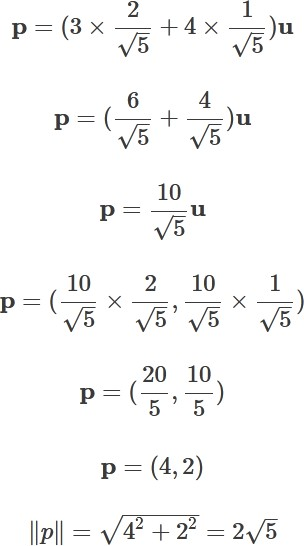 p = (3 × 2/√5 + 4 × 1/√5)u
p = (6/√5 + 4/√5)u
p = 10/√5 u
p = (10/√5 × 2/√5, 10/√5 × 1/√5)
p = (20/5, 10/5)
p = (4, 2)
‖p‖ = √(4² + 2²) = 2√5